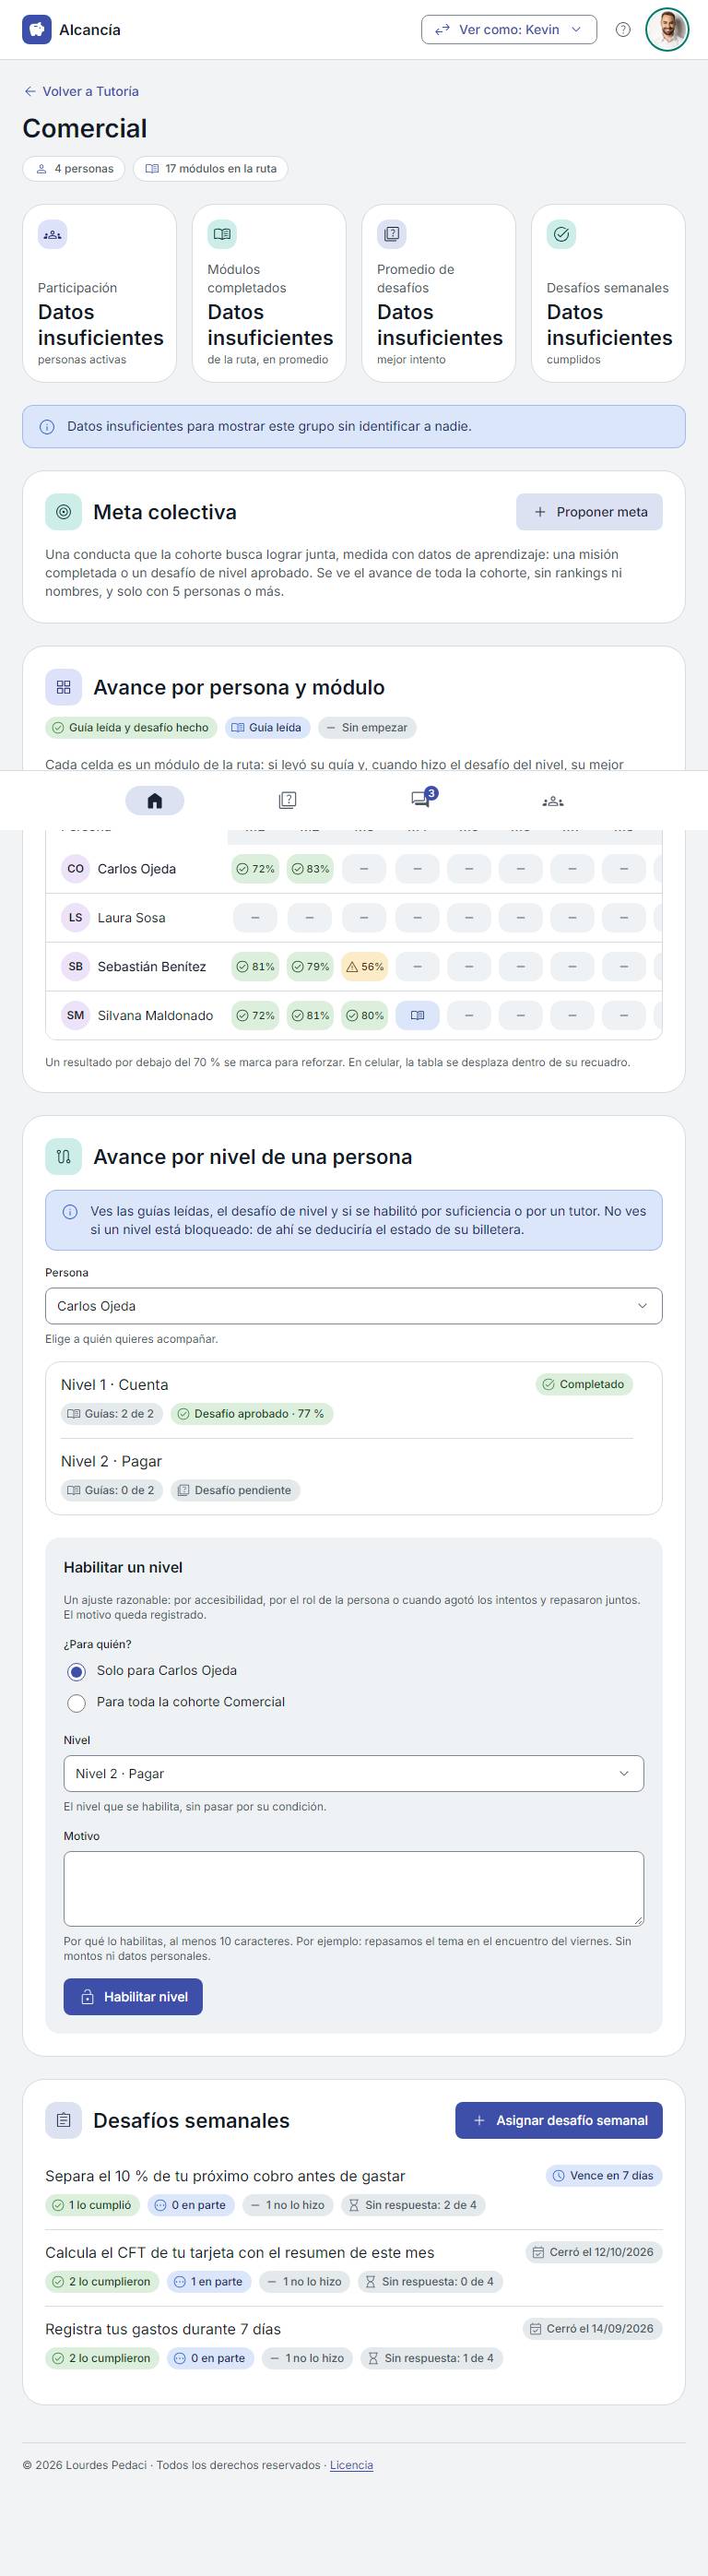 Alcancía
Ver como: Kevin
Volver a Tutoría
Comercial
4 personas
17 módulos en la ruta
Participación
Datos
insuficientes
personas activas
Módulos
completados
Datos
insuficientes
de la ruta, en promedio
Promedio de
desafíos
Datos
insuficientes
mejor intento
Desafíos semanales
Datos
insuficientes
cumplidos
Datos insuficientes para mostrar este grupo sin identificar a nadie.
Meta colectiva
Proponer meta
Una conducta que la cohorte busca lograr junta, medida con datos de aprendizaje: una misión
completada o un desafío de nivel aprobado. Se ve el avance de toda la cohorte, sin rankings ni
nombres, y solo con 5 personas o más.
Avance por persona y módulo
Guía leída y desafío hecho
Guía leída
Sin empezar
Cada celda es un módulo de la ruta: si leyó su guía y, cuando hizo el desafío del nivel, su mejor
3
CO Carlos Ojeda 72% 83% – – – – – –
LS Laura Sosa – – – – – – – –
SB Sebastián Benítez 81% 79% 56% – – – – –
SM Silvana Maldonado 72% 81% 80% – – – –
Un resultado por debajo del 70 % se marca para reforzar. En celular, la tabla se desplaza dentro de su recuadro.
Avance por nivel de una persona
Ves las guías leídas, el desafío de nivel y si se habilitó por suficiencia o por un tutor. No ves
si un nivel está bloqueado: de ahí se deduciría el estado de su billetera.
Persona
Carlos Ojeda
Elige a quién quieres acompañar.
Nivel 1 · Cuenta
Completado
Guías: 2 de 2
Desafío aprobado · 77 %
Nivel 2 · Pagar
Guías: 0 de 2
Desafío pendiente
Habilitar un nivel
Un ajuste razonable: por accesibilidad, por el rol de la persona o cuando agotó los intentos y repasaron juntos.
El motivo queda registrado.
¿Para quién?
Solo para Carlos Ojeda
Para toda la cohorte Comercial
Nivel
Nivel 2 · Pagar
El nivel que se habilita, sin pasar por su condición.
Motivo
Por qué lo habilitas, al menos 10 caracteres. Por ejemplo: repasamos el tema en el encuentro del viernes. Sin
montos ni datos personales.
Habilitar nivel
Desafíos semanales
Asignar desafío semanal
Separa el 10 % de tu próximo cobro antes de gastar
Vence en 7 días
1 lo cumplió
0 en parte
1 no lo hizo
Sin respuesta: 2 de 4
Calcula el CFT de tu tarjeta con el resumen de este mes
Cerró el 12/10/2026
2 lo cumplieron
1 en parte
1 no lo hizo
Sin respuesta: 0 de 4
Registra tus gastos durante 7 días
Cerró el 14/09/2026
2 lo cumplieron
0 en parte
1 no lo hizo
Sin respuesta: 1 de 4
© 2026 Lourdes Pedaci · Todos los derechos reservados · Licencia